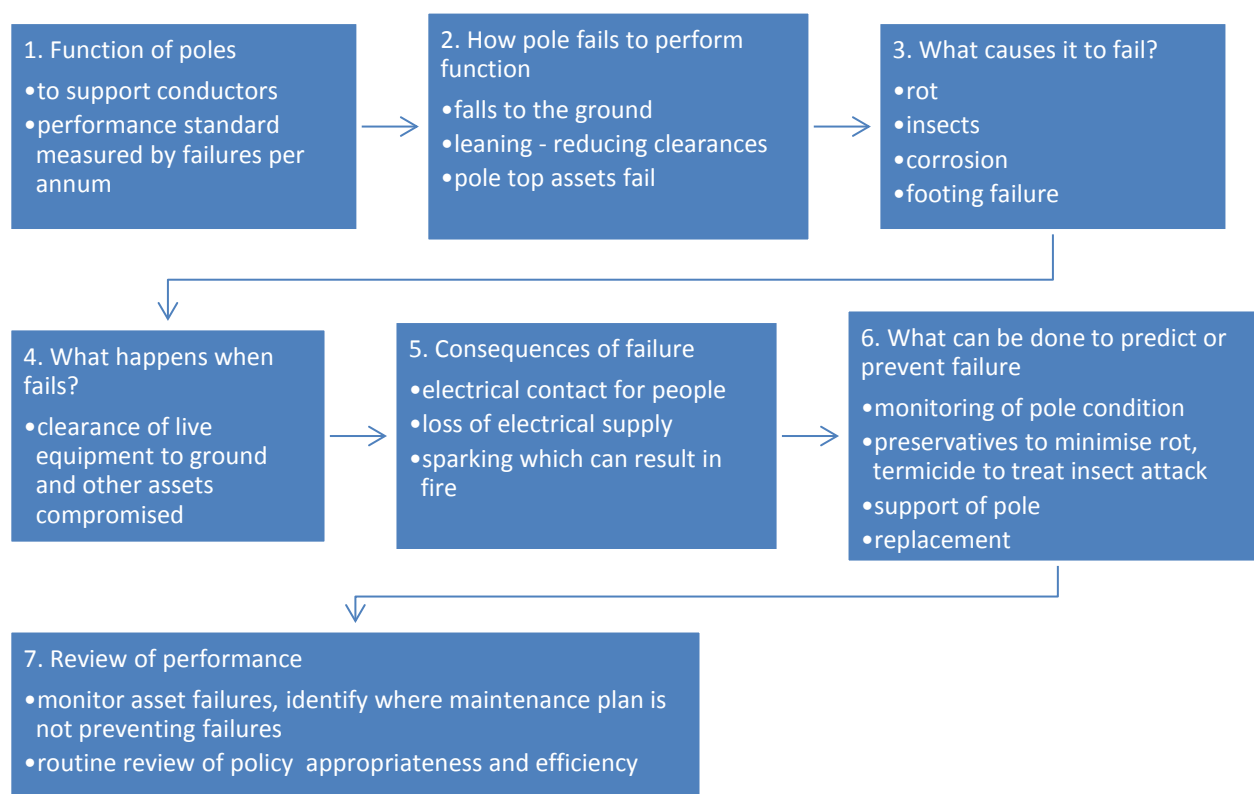 1. Function of poles
•to support conductors
•performance standard
measured by failures per
annum
2. How pole fails to perform
function
•falls to the ground
•leaning - reducing clearances
•pole top assets fail
3. What causes it to fail?
•rot
•insects
•corrosion
•footing failure
4. What happens when
fails?
•clearance of live
equipment to ground
and other assets
compromised
5. Consequences of failure
•electrical contact for people
•loss of electrical supply
•sparking which can result in
fire
6. What can be done to predict or
prevent failure
•monitoring of pole condition
•preservatives to minimise rot,
termicide to treat insect attack
•support of pole
•replacement
7. Review of performance
•monitor asset failures, identify where maintenance plan is
not preventing failures
•routine review of policy  appropriateness and efficiency